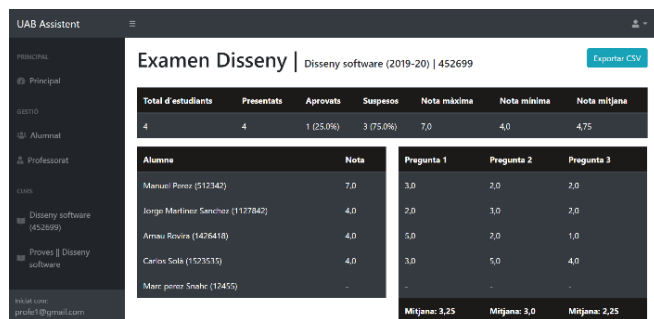 UAB Assistent
PRINCIPAL
Principal
GESTIÓ
Alumnat
Professorat
CURS
Disseny software
(452699)
Proves || Disseny
software
Iniciat com:
profe1@gmail.com
Examen Disseny | Disseny software (2019-20) | 452699
Exportar CSV
Total d'estudiants Presentats Aprovats Suspesos Nota màxima Nota mínima Nota mitjana
4 4 1 (25.0%) 3 (75.0%) 7,0 4,0 4,75
Alumne Nota Pregunta 1 Pregunta 2 Pregunta 3
Manuel Perez (512342) 7,0 3,0 2,0 2,0
Jorge Martinez Sanchez (1127842) 4,0 2,0 3,0 2,0
Arnau Rovira (1426418) 4,0 5,0 2,0 1,0
Carlos Solà (1523535) 4,0 3,0 5,0 4,0
Marc perez Snahc (12455) - - - -
Mitjana: 3,25 Mitjana: 3,0 Mitjana: 2,25